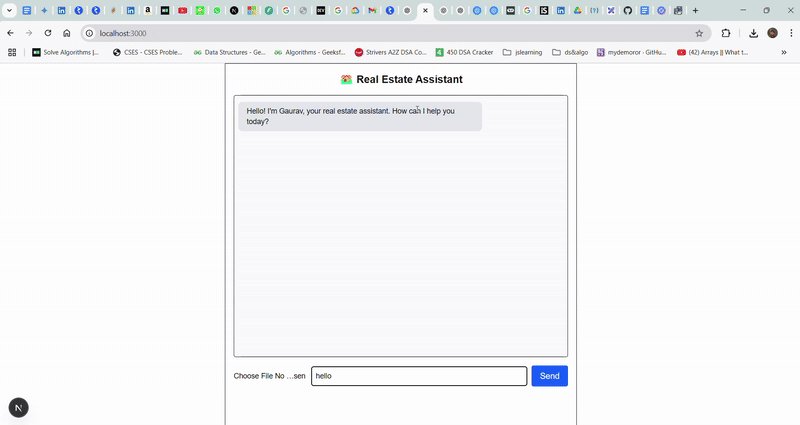 localhost:3000
Solve Algorithms |...
CSES - CSES Proble...
Data Structures - Ge...
Algorithms - Geeksf...
Strivers A2Z DSA Co...
450 DSA Cracker
jslearning
ds8algo
mydemoror · GitHu...
(42) Arrays || What t...
Real Estate Assistant
Hello! I'm Gaurav, your real estate assistant. How can I help you
today?
Choose File No ...sen
hello
Send
N